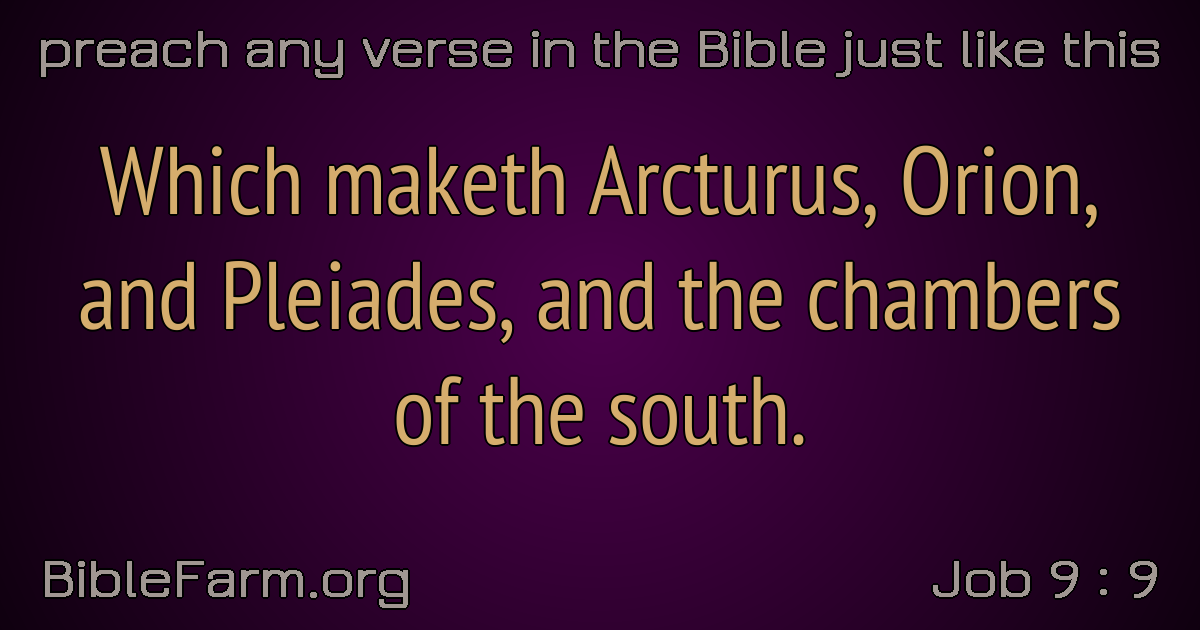 preach any verse in the Bible just like this
Which maketh Arcturus, Orion,
and Pleiades, and the chambers
of the south.
BibleFarm.org
Job 9 : 9